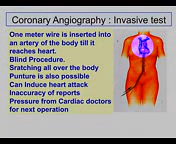 Coronary Angiography : Invasive test
One meter wire is inserted into
an artery of the body till it
reaches heart.
Blind Procedure.
Sratching all over the body
Punture is also possible
Can Induce heart attack
Inaccuracy of reports
Pressure from Cardiac doctors
for next operation